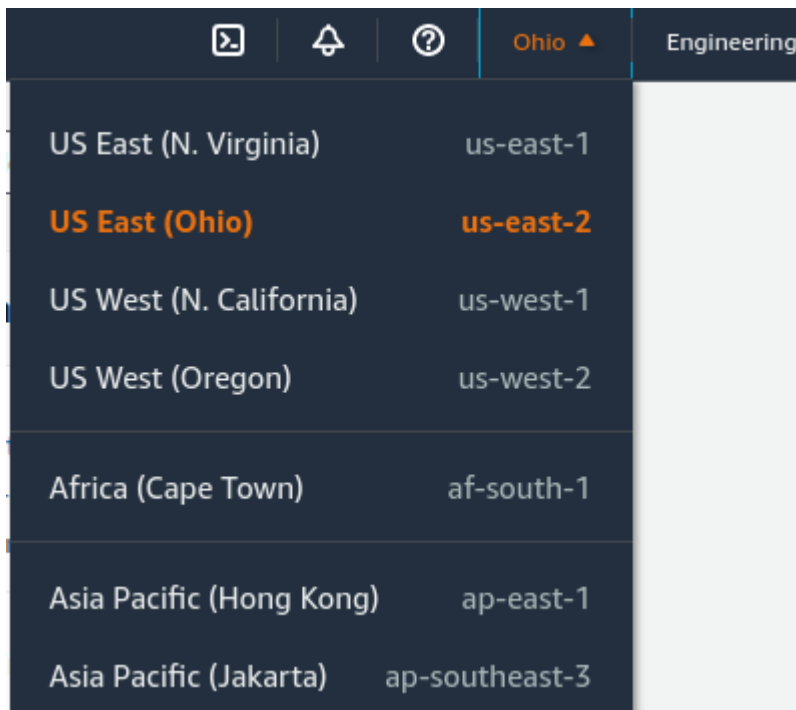 Ohio ▲ Engineering
US East (N. Virginia) us-east-1
US East (Ohio) us-east-2
US West (N. California) us-west-1
US West (Oregon) us-west-2
Africa (Cape Town) af-south-1
Asia Pacific (Hong Kong) ap-east-1
Asia Pacific (Jakarta) ap-southeast-3